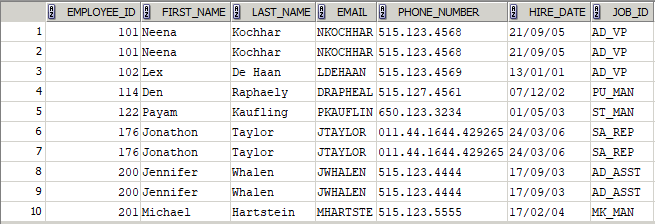 EMPLOYEE_ID FIRST_NAME LAST_NAME EMAIL PHONE_NUMBER HIRE_DATE JOB_ID
1 101 Neena Kochhar NKOCHHAR 515.123.4568 21/09/05 AD_VP
2 101 Neena Kochhar NKOCHHAR 515.123.4568 21/09/05 AD_VP
3 102 Lex De Haan LDEHAAN 515.123.4569 13/01/01 AD_VP
4 114 Den Raphaely DRAPHEAL 515.127.4561 07/12/02 PU_MAN
5 122 Payam Kaufling PKAUFLIN 650.123.3234 01/05/03 ST_MAN
6 176 Jonathon Taylor JTAYLOR 011.44.1644.429265 24/03/06 SA_REP
7 176 Jonathon Taylor JTAYLOR 011.44.1644.429265 24/03/06 SA_REP
8 200 Jennifer Whalen JWHALEN 515.123.4444 17/09/03 AD_ASST
9 200 Jennifer Whalen JWHALEN 515.123.4444 17/09/03 AD_ASST
10 201 Michael Hartstein MHARTSTE 515.123.5555 17/02/04 MK_MAN